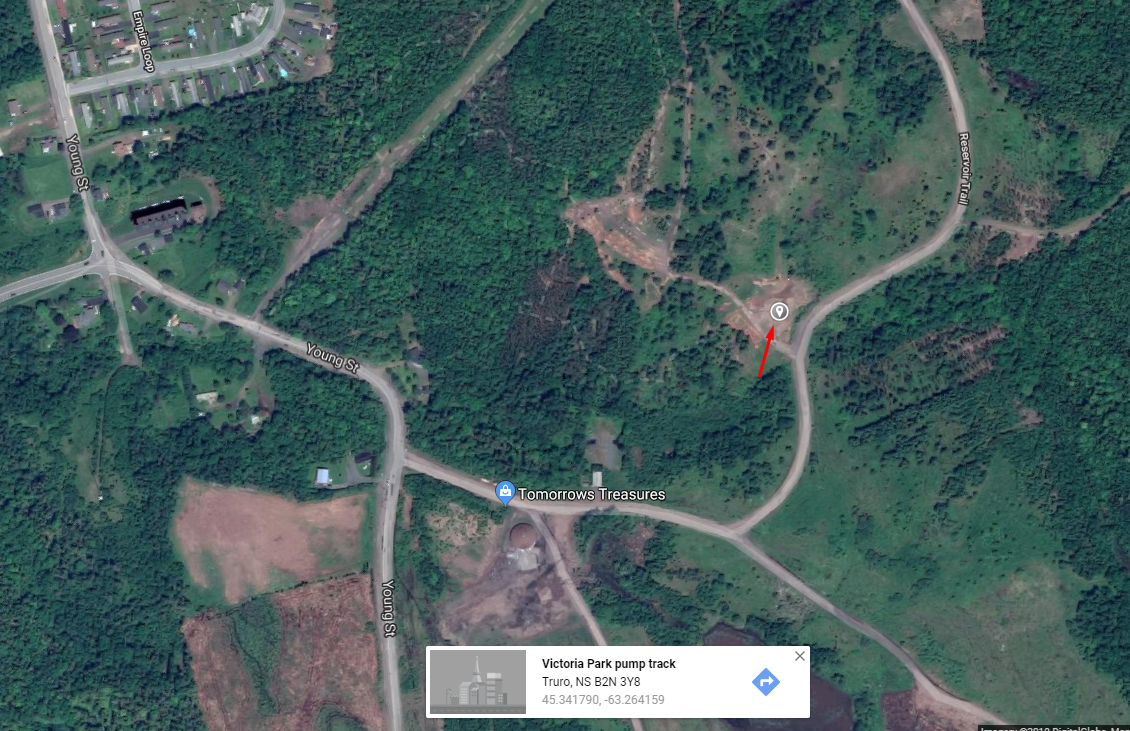 Empire Loop
Young St
Reservoir Trail
Young St
Tomorrows Treasures
Young St
Victoria Park pump track
Truro, NS B2N 3Y8
45.341790, -63.264159